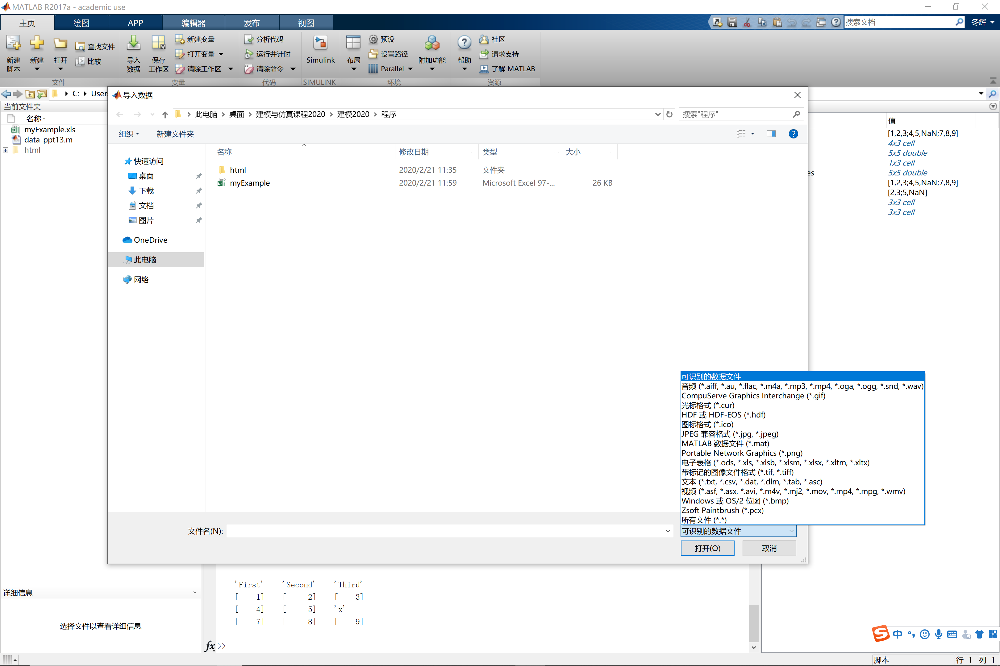 MATLAB R2017a - academic use
主页 绘图 APP 编辑器 发布 视图 搜索文档 冬辉
新建脚本 新建 打开 查找文件 比较 文件
导入数据 保存工作区 新建变量 打开变量 清除工作区 变量
分析代码 运行并计时 清除命令 代码
Simulink SIMULINK
布局 预设 设置路径 Parallel 附加功能 环境
帮助 社区 请求支持 了解 MATLAB 资源
C: User
当前文件夹
名称
myExample.xls
data_ppt13.m
html
导入数据
此电脑 桌面 建模与仿真课程2020 建模2020 程序 搜索"程序"
组织 新建文件夹
名称 修改日期 类型 大小
html 2020/2/21 11:35 文件夹
myExample 2020/2/21 11:59 Microsoft Excel 97-... 26 KB
快速访问
桌面
下载
文档
图片
OneDrive
此电脑
网络
值
[1,2,3;4,5,NaN;7,8,9]
4x3 cell
5x5 double
1x3 cell
es 5x5 double
[1,2,3;4,5,NaN;7,8,9]
[2,3;5,NaN]
3x3 cell
3x3 cell
可识别的数据文件
音频 (*.aiff, *.au, *.flac, *.m4a, *.mp3, *.mp4, *.oga, *.ogg, *.snd, *.wav)
CompuServe Graphics Interchange (*.gif)
光标格式 (*.cur)
HDF 或 HDF-EOS (*.hdf)
图标格式 (*.ico)
JPEG 兼容格式 (*.jpg, *.jpeg)
MATLAB 数据文件 (*.mat)
Portable Network Graphics (*.png)
电子表格 (*.ods, *.xls, *.xlsb, *.xlsm, *.xlsx, *.xltm, *.xltx)
带标记的图像文件格式 (*.tif, *.tiff)
文本 (*.txt, *.csv, *.dat, *.dlm, *.tab, *.asc)
视频 (*.asf, *.asx, *.avi, *.m4v, *.mj2, *.mov, *.mp4, *.mpg, *.wmv)
Windows 或 OS/2 位图 (*.bmp)
Zsoft Paintbrush (*.pcx)
所有文件 (*.*)
文件名(N): 可识别的数据文件
打开(O) 取消
'First' 'Second' 'Third'
[ 1] [ 2] [ 3]
[ 4] [ 5] 'x'
[ 7] [ 8] [ 9]
fx >>
详细信息
选择文件以查看详细信息
中
脚本 行 1 列 1